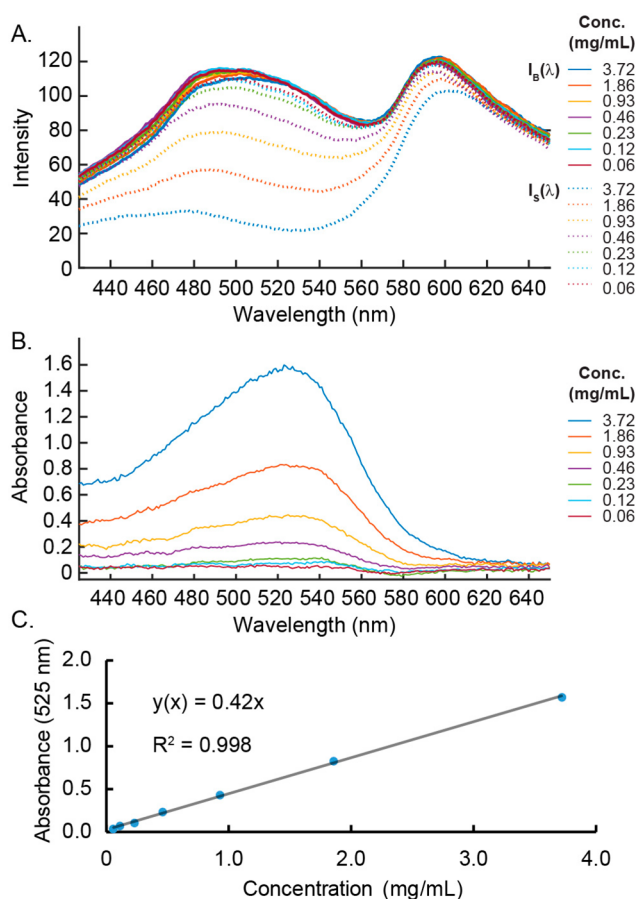 A.
Conc.
(mg/mL)
I_B(λ)
3.72
1.86
0.93
0.46
0.23
0.12
0.06
I_S(λ)
3.72
1.86
0.93
0.46
0.23
0.12
0.06
Intensity
120
100
80
60
40
20
0
440 460 480 500 520 540 560 580 600 620 640
Wavelength (nm)
B.
Conc.
(mg/mL)
3.72
1.86
0.93
0.46
0.23
0.12
0.06
Absorbance
1.6
1.4
1.2
1.0
0.8
0.6
0.4
0.2
0
440 460 480 500 520 540 560 580 600 620 640
Wavelength (nm)
C.
Absorbance (525 nm)
2.0
1.5
1.0
0.5
0.0
y(x) = 0.42x
R² = 0.998
0 1.0 2.0 3.0 4.0
Concentration (mg/mL)